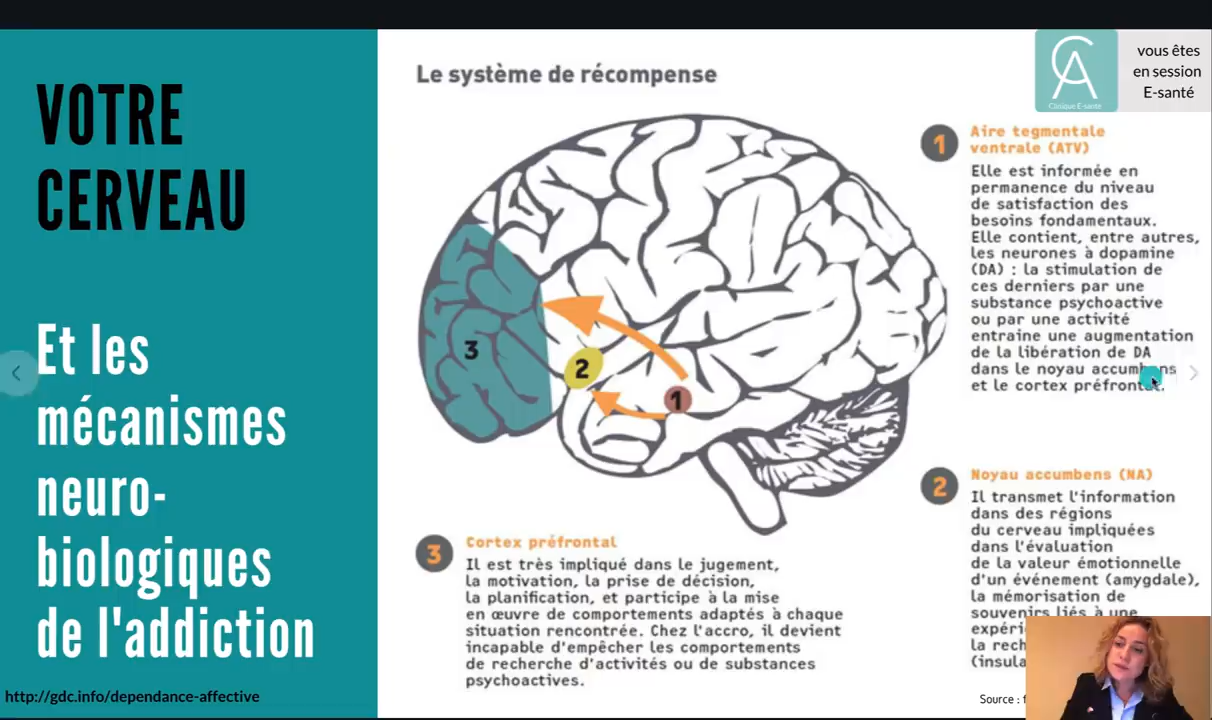 VOTRE
CERVEAU
Et les
mécanismes
neuro-
biologiques
de l'addiction
http://gdc.info/dependance-affective
Le système de récompense
Clinique E-sante
vous êtes
en session
E-santé
1
Aire tegmentale
ventrale (ATV)
Elle est informée en
permanence du niveau
de satisfaction des
besoins fondamentaux.
Elle contient, entre autres,
les neurones à dopamine
(DA) : la stimulation de
ces derniers par une
substance psychoactive
ou par une activité
entraine une augmentation
de la libération de DA
dans le noyau accumbens
et le cortex préfrontal.
3
2
1
2
Noyau accumbens (NA)
Il transmet l'information
dans des régions
du cerveau impliquées
dans l'évaluation
de la valeur émotionnelle
d'un événement (amygdale),
la mémorisation de
souvenirs liés à une
la
Source :
3
Cortex préfrontal
Il est très impliqué dans le jugement,
la motivation, la prise de décision,
la planification, et participe à la mise
en œuvre de comportements adaptés à chaque
situation rencontrée. Chez l'accro, il devient
incapable d'empêcher les comportements
de recherche d'activités ou de substances
psychoactives.